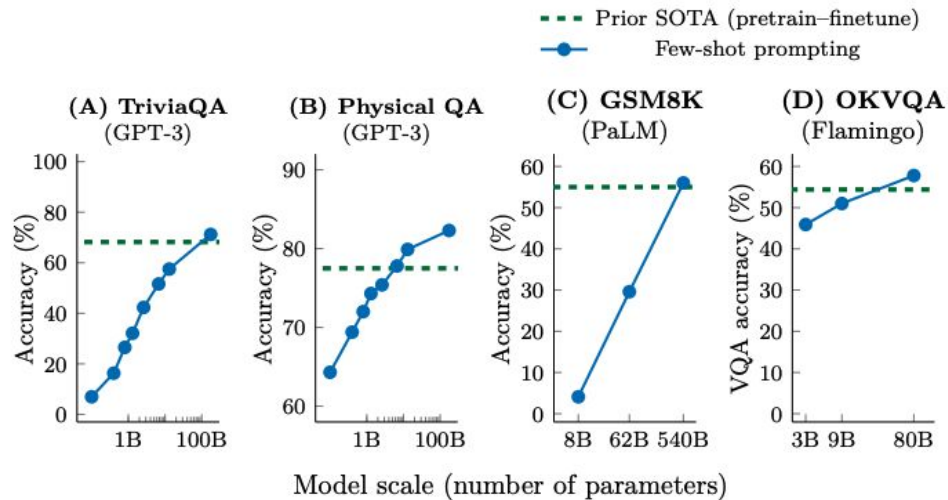 Prior SOTA (pretrain–finetune)
Few-shot prompting
(A) TriviaQA
(GPT-3)
100
80
60
40
20
0
Accuracy (%)
1B 100B
(B) Physical QA
(GPT-3)
90
80
70
60
Accuracy (%)
1B 100B
(C) GSM8K
(PaLM)
60
50
40
30
20
10
0
Accuracy (%)
8B 62B 540B
(D) OKVQA
(Flamingo)
60
50
40
30
20
10
0
VQA accuracy (%)
3B 9B 80B
Model scale (number of parameters)